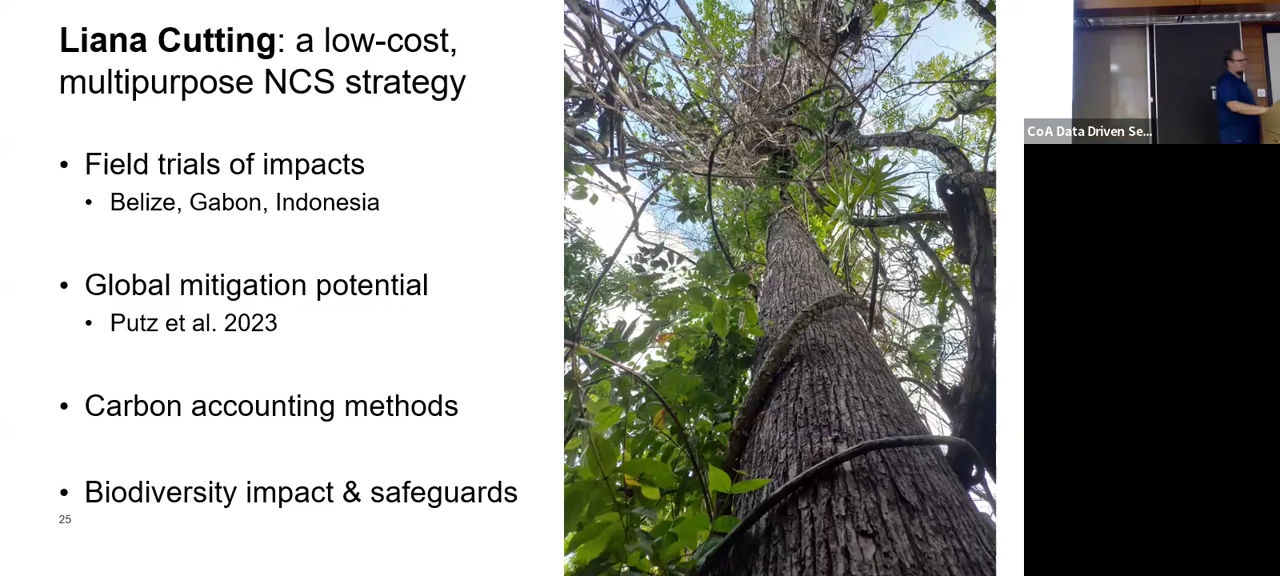 Liana Cutting: a low-cost,
multipurpose NCS strategy
• Field trials of impacts
• Belize, Gabon, Indonesia
• Global mitigation potential
• Putz et al. 2023
• Carbon accounting methods
• Biodiversity impact & safeguards
25
CoA Data Driven Se...